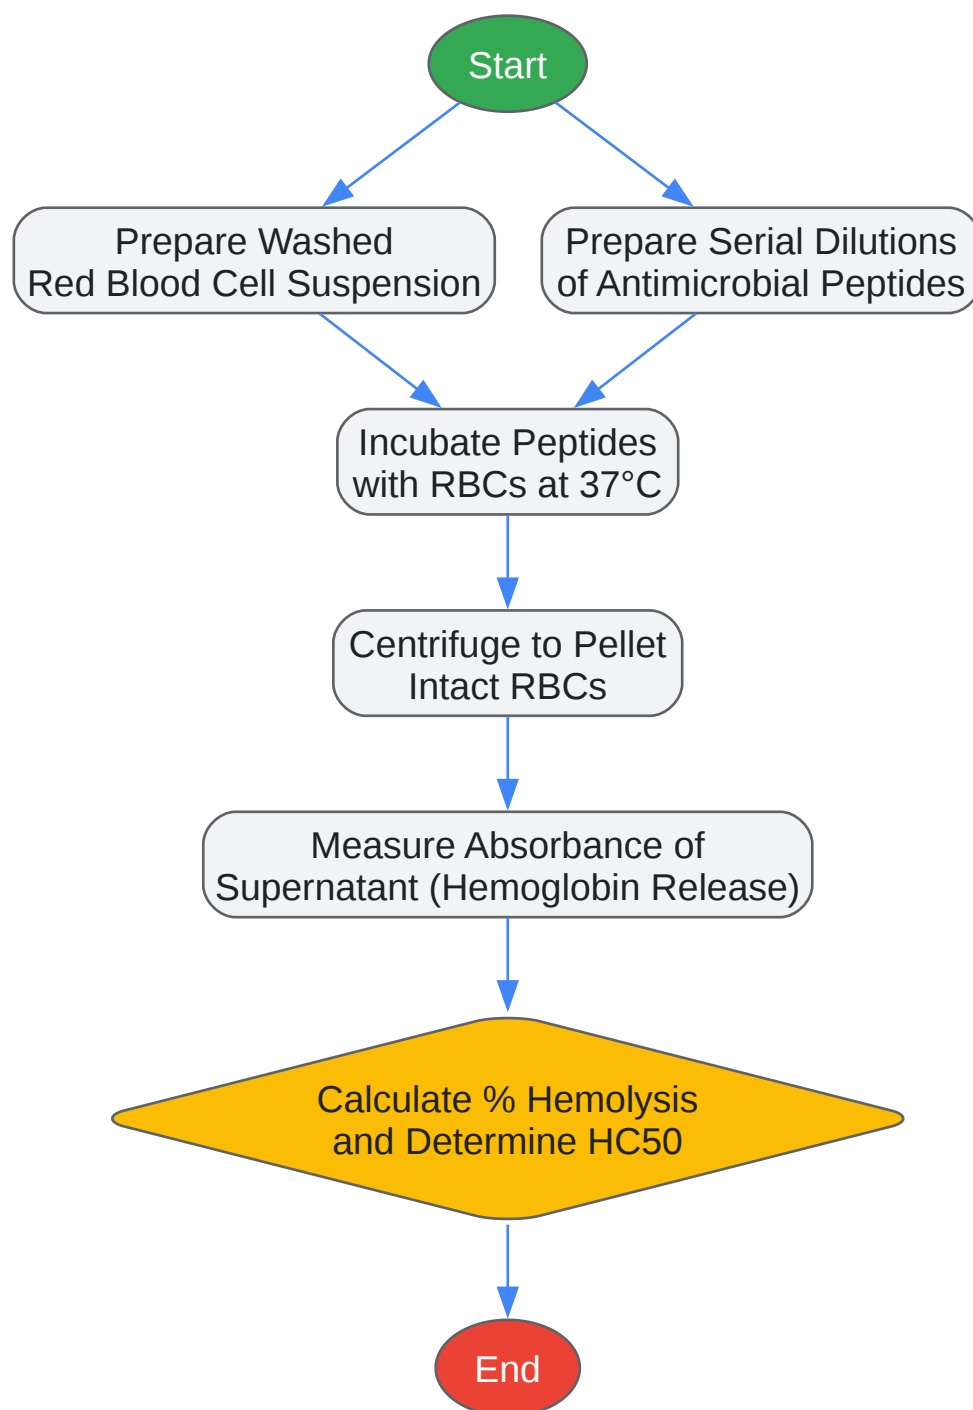 Start
Prepare Washed
Red Blood Cell Suspension
Prepare Serial Dilutions
of Antimicrobial Peptides
Incubate Peptides
with RBCs at 37°C
Centrifuge to Pellet
Intact RBCs
Measure Absorbance of
Supernatant (Hemoglobin Release)
Calculate % Hemolysis
and Determine HC50
End